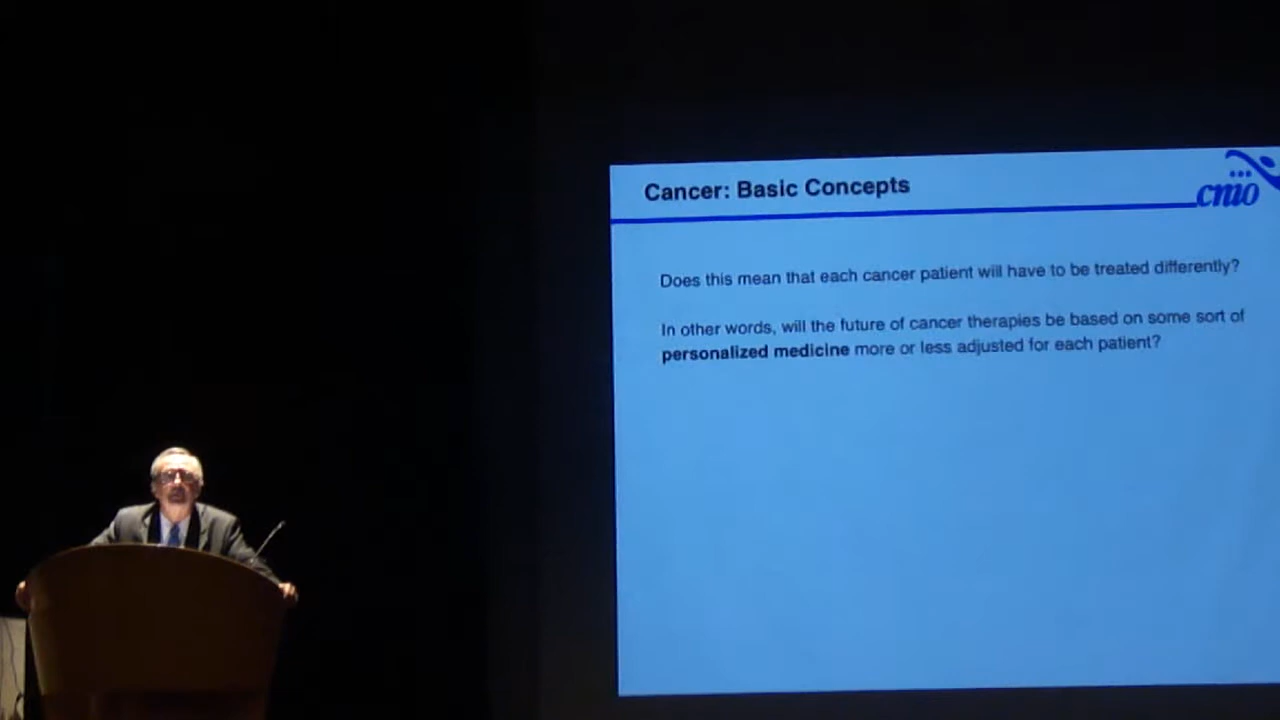 Cancer: Basic Concepts
cnio
Does this mean that each cancer patient will have to be treated differently?
In other words, will the future of cancer therapies be based on some sort of
personalized medicine more or less adjusted for each patient?